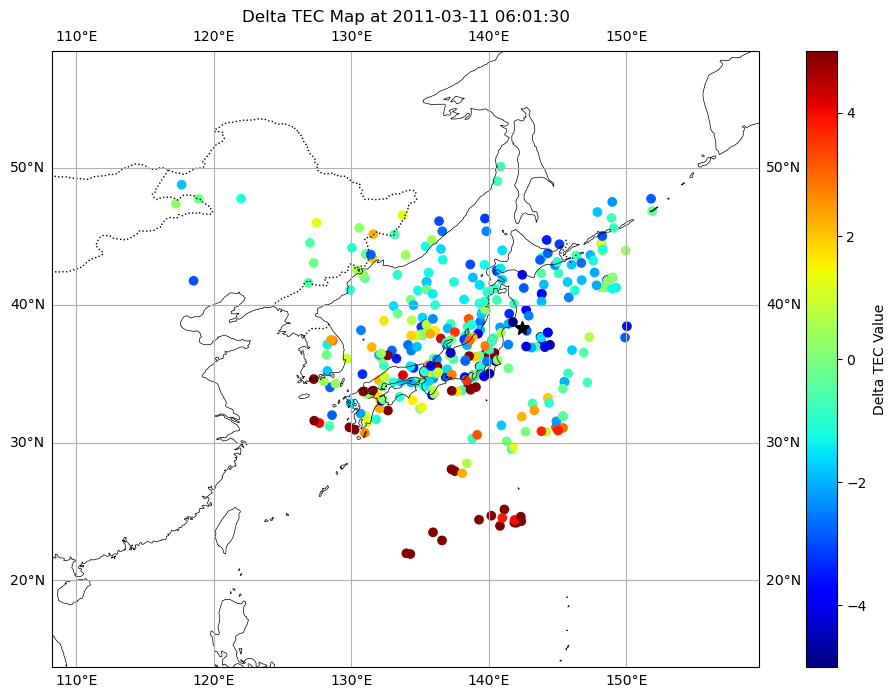 Delta TEC Map at 2011-03-11 06:01:30
110°E 120°E 130°E 140°E 150°E
50°N 50°N
40°N 40°N
30°N 30°N
20°N 20°N
110°E 120°E 130°E 140°E 150°E
4
2
0
−2
−4
Delta TEC Value